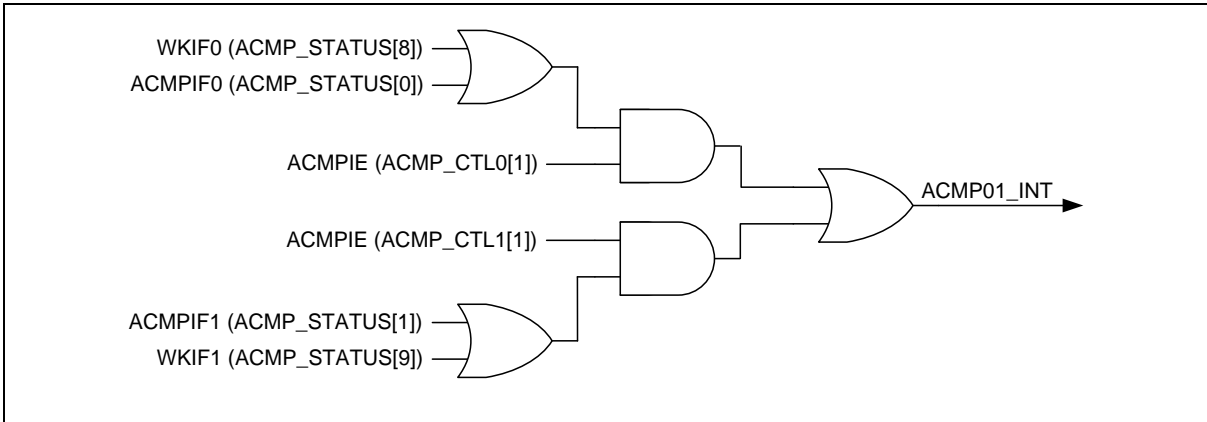 WKIF0 (ACMP_STATUS[8])
ACMPIF0 (ACMP_STATUS[0])
ACMPIE (ACMP_CTL0[1])
ACMP01_INT
ACMPIE (ACMP_CTL1[1])
ACMPIF1 (ACMP_STATUS[1])
WKIF1 (ACMP_STATUS[9])